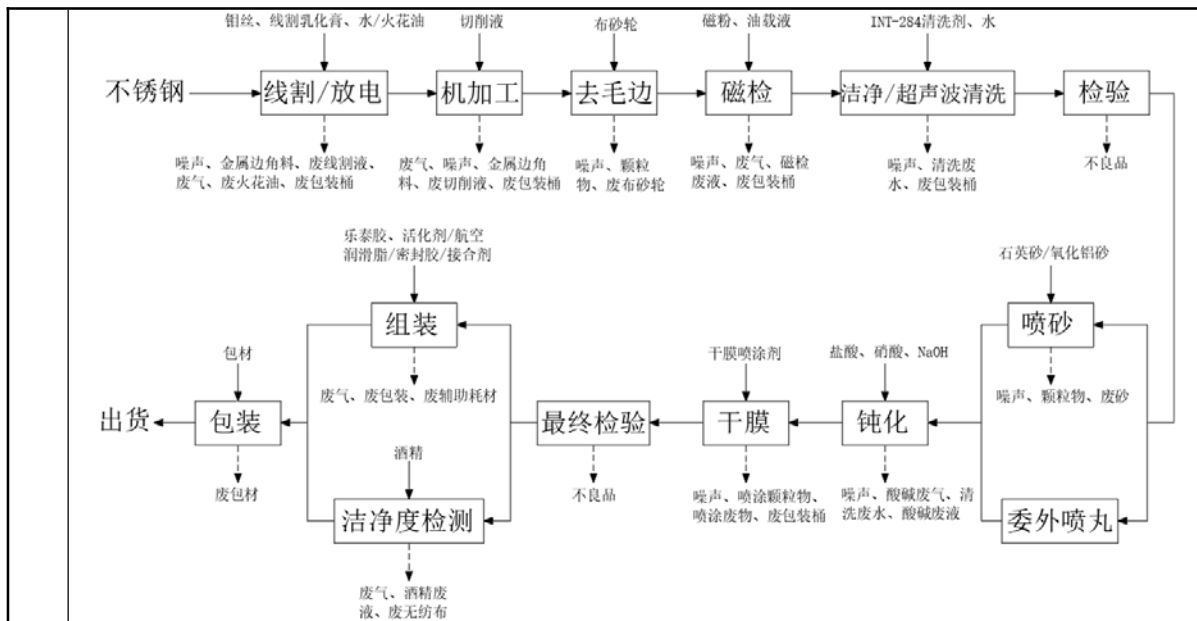 钼丝、线割乳化膏、水/火花油
切削液
布砂轮
磁粉、油载液
INT-284清洗剂、水
不锈钢
线割/放电
机加工
去毛边
磁检
洁净/超声波清洗
检验
噪声、金属边角料、废线割液、
废气、废火花油、废包装桶
废气、噪声、金属边角
料、废切削液、废包装桶
噪声、颗粒
物、废布砂轮
噪声、废气、磁检
废液、废包装桶
噪声、清洗废
水、废包装桶
不良品
乐泰胶、活化剂/航空
润滑脂/密封胶/接合剂
石英砂/氧化铝砂
组装
喷砂
包材
干膜喷涂剂
盐酸、硝酸、NaOH
废气、废包装、废辅助耗材
噪声、颗粒物、废砂
出货
包装
最终检验
干膜
钝化
酒精
废包材
不良品
噪声、喷涂颗粒物、
喷涂废物、废包装桶
噪声、酸碱废气、清
洗废水、酸碱废液
洁净度检测
委外喷丸
废气、酒精废
液、废无纺布